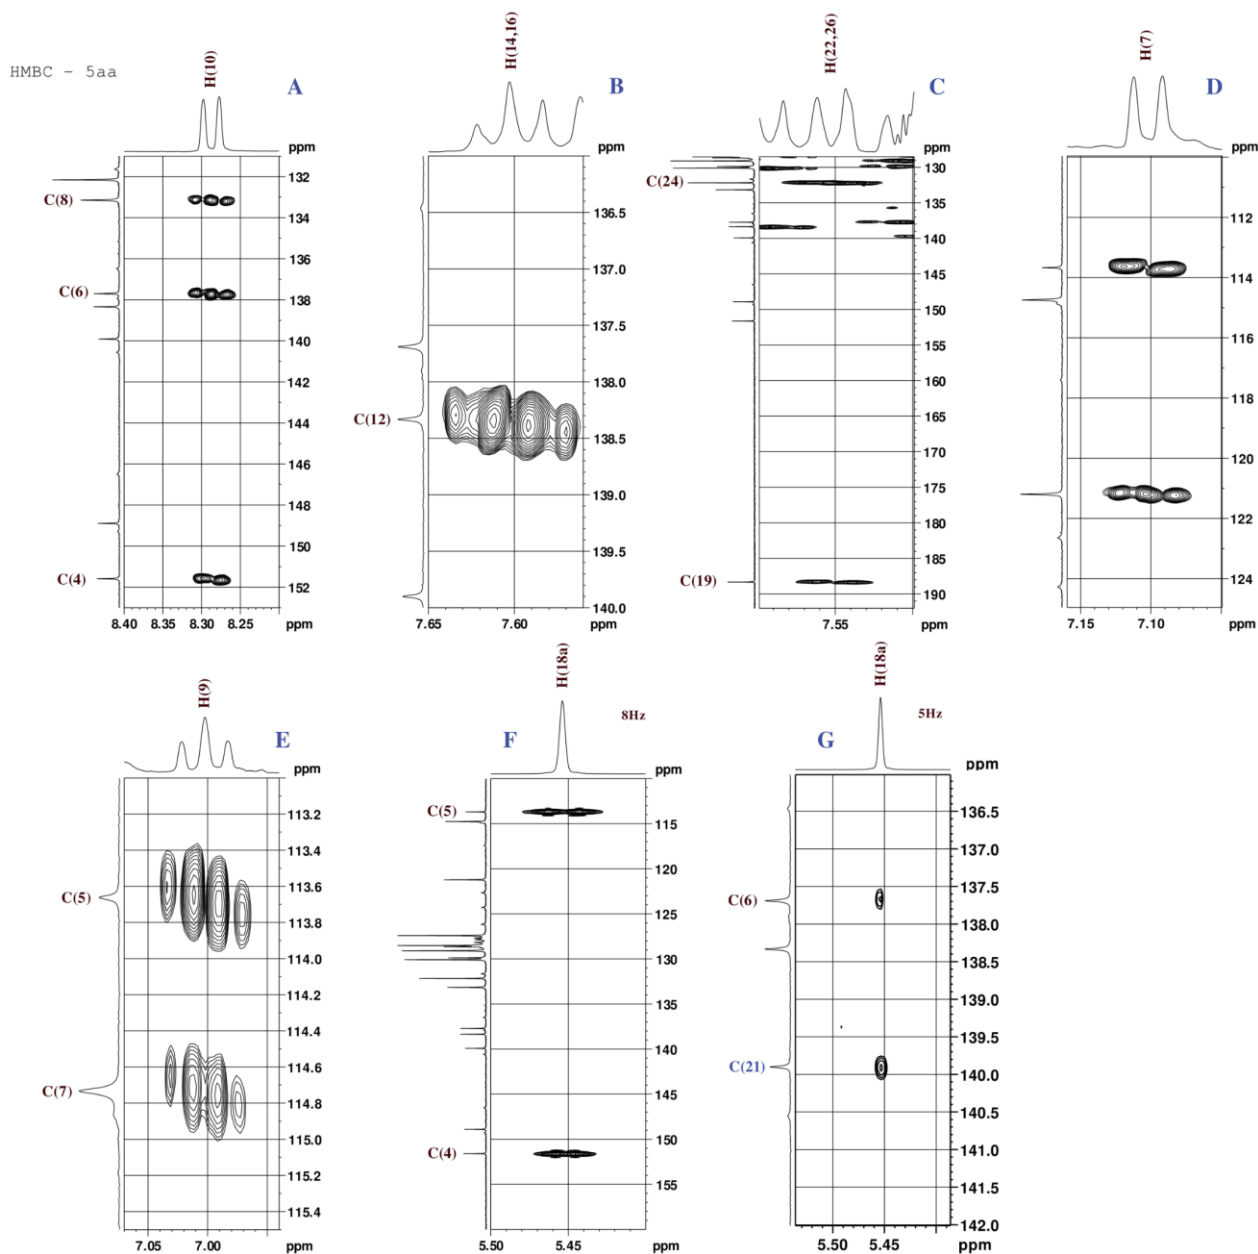 HMBC - 5aa
H(10)
A
ppm
132
134
136
138
140
142
144
146
148
150
152
C(8)
C(6)
C(4)
8.40 8.35 8.30 8.25 ppm
H(14,16)
B
ppm
136.5
137.0
137.5
138.0
138.5
139.0
139.5
140.0
C(12)
7.65 7.60 ppm
H(22,26)
C
ppm
130
135
140
145
150
155
160
165
170
175
180
185
190
C(24)
C(19)
7.55 ppm
H(7)
D
ppm
112
114
116
118
120
122
124
7.15 7.10 ppm
H(9)
E
ppm
113.2
113.4
113.6
113.8
114.0
114.2
114.4
114.6
114.8
115.0
115.2
115.4
C(5)
C(7)
7.05 7.00 ppm
H(18a)
8Hz
F
ppm
115
120
125
130
135
140
145
150
155
C(5)
C(4)
5.50 5.45 ppm
H(18a)
5Hz
G
ppm
136.5
137.0
137.5
138.0
138.5
139.0
139.5
140.0
140.5
141.0
141.5
142.0
C(6)
C(21)
5.50 5.45 ppm